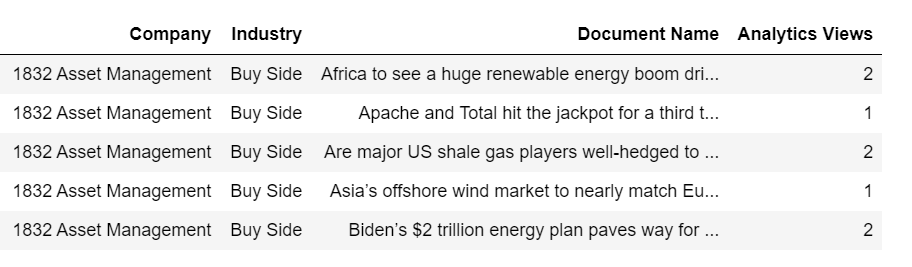 Company Industry Document Name Analytics Views
1832 Asset Management Buy Side Africa to see a huge renewable energy boom dri... 2
1832 Asset Management Buy Side Apache and Total hit the jackpot for a third t... 1
1832 Asset Management Buy Side Are major US shale gas players well-hedged to ... 2
1832 Asset Management Buy Side Asia’s offshore wind market to nearly match Eu... 1
1832 Asset Management Buy Side Biden’s $2 trillion energy plan paves way for ... 2